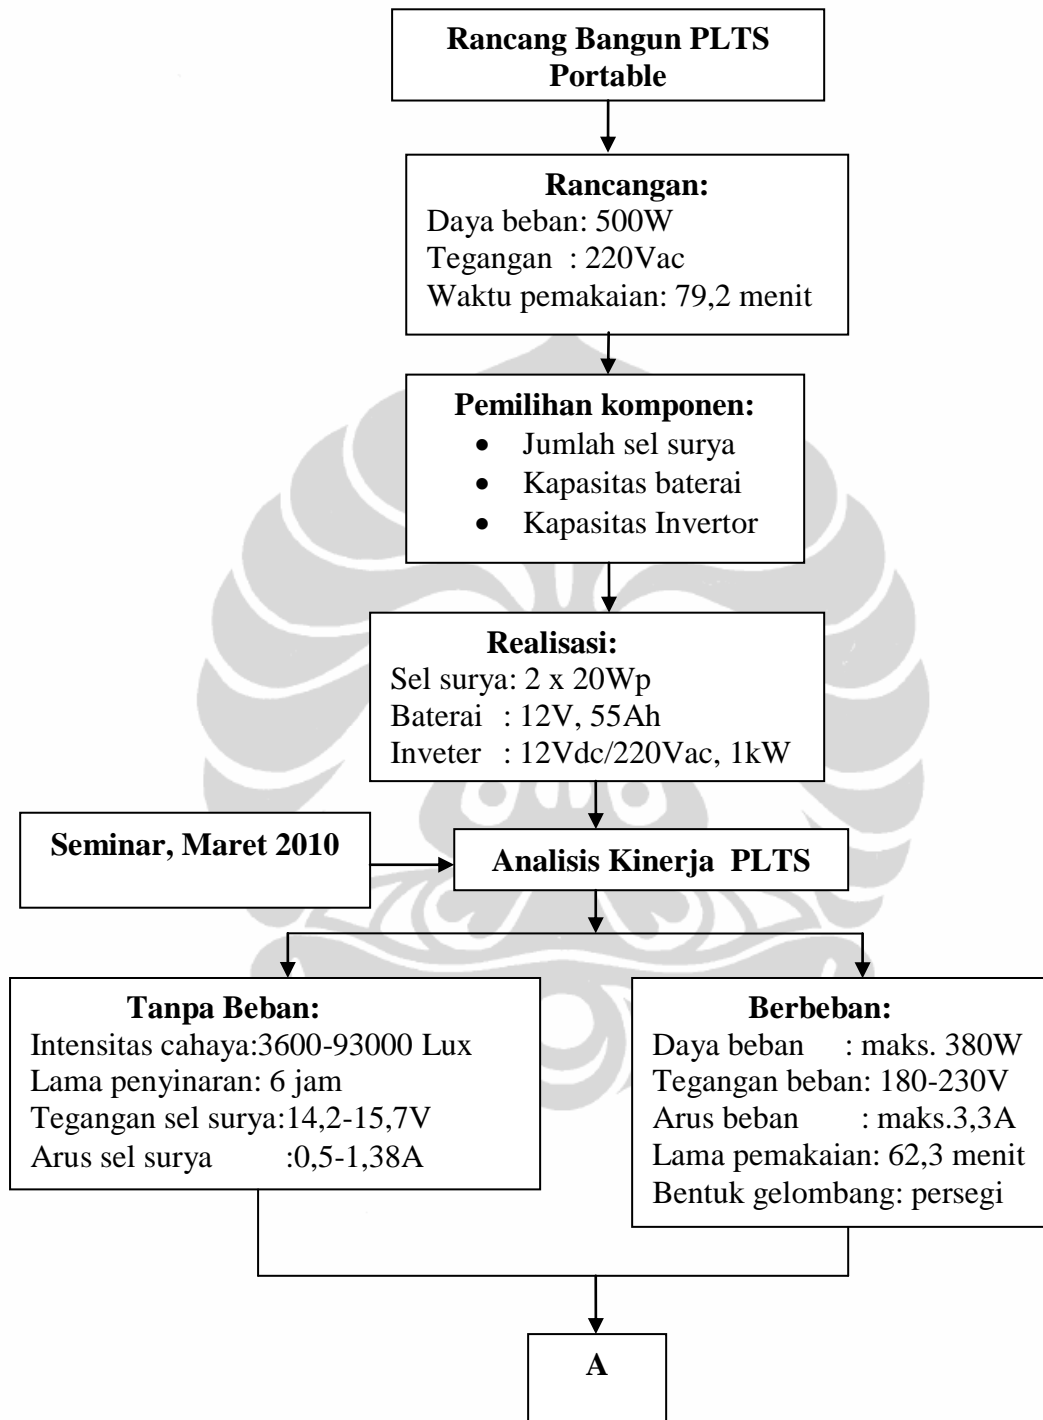 Rancang Bangun PLTS
Portable
Rancangan:
Daya beban: 500W
Tegangan : 220Vac
Waktu pemakaian: 79,2 menit
Pemilihan komponen:
• Jumlah sel surya
• Kapasitas baterai
• Kapasitas Invertor
Realisasi:
Sel surya: 2 x 20Wp
Baterai : 12V, 55Ah
Inveter : 12Vdc/220Vac, 1kW
Seminar, Maret 2010
Analisis Kinerja PLTS
Tanpa Beban:
Intensitas cahaya:3600-93000 Lux
Lama penyinaran: 6 jam
Tegangan sel surya:14,2-15,7V
Arus sel surya :0,5-1,38A
Berbeban:
Daya beban : maks. 380W
Tegangan beban: 180-230V
Arus beban : maks.3,3A
Lama pemakaian: 62,3 menit
Bentuk gelombang: persegi
A